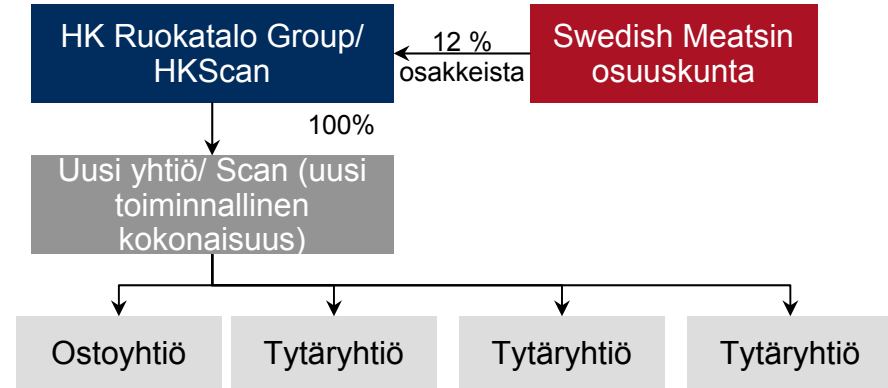 HK Ruokatalo Group/
HKScan
12 %
osakkeista
Swedish Meatsin
osuuskunta
100%
Uusi yhtiö/ Scan (uusi
toiminnallinen
kokonaisuus)
Ostoyhtiö
Tytäryhtiö
Tytäryhtiö
Tytäryhtiö